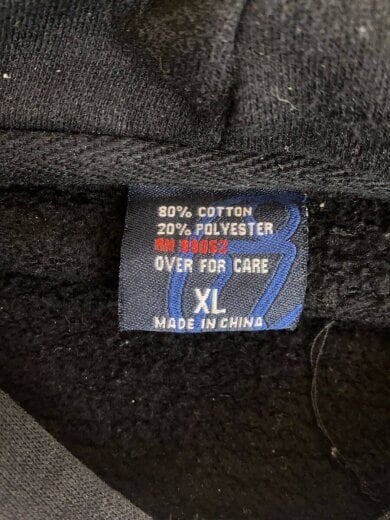 80% COTTON
20% POLYESTER
OVER FOR CARE
XL
MADE IN CHINA